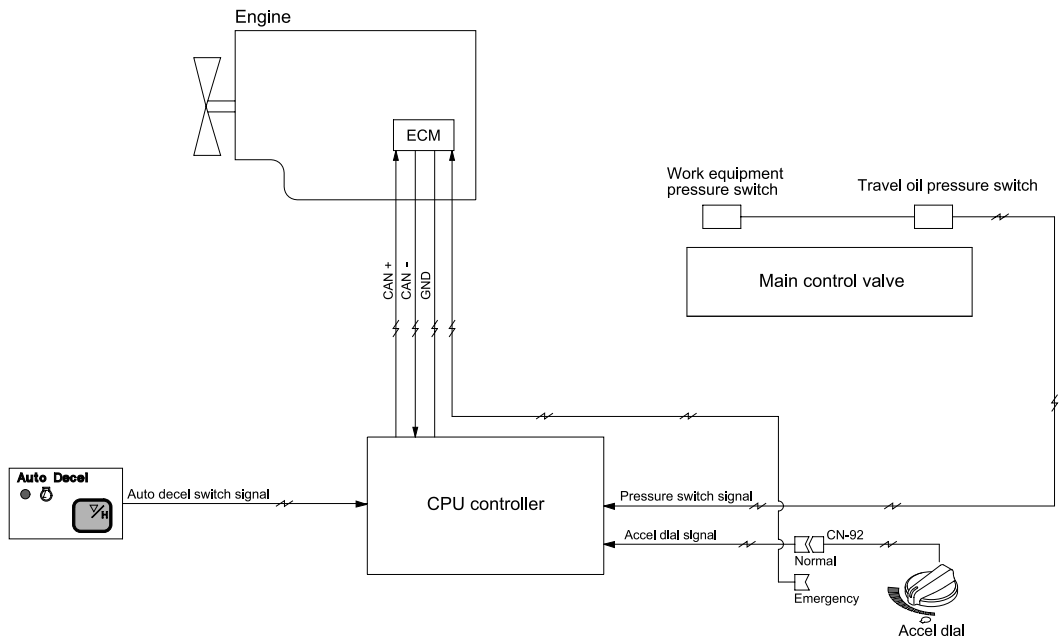 Engine
ECM
Work equipment
pressure switch
Travel oil pressure switch
Main control valve
CAN +
CAN -
GND
Auto Decel
H
Auto decel switch signal
CPU controller
Pressure switch signal
Accel dial signal
CN-92
Normal
Emergency
Accel dial